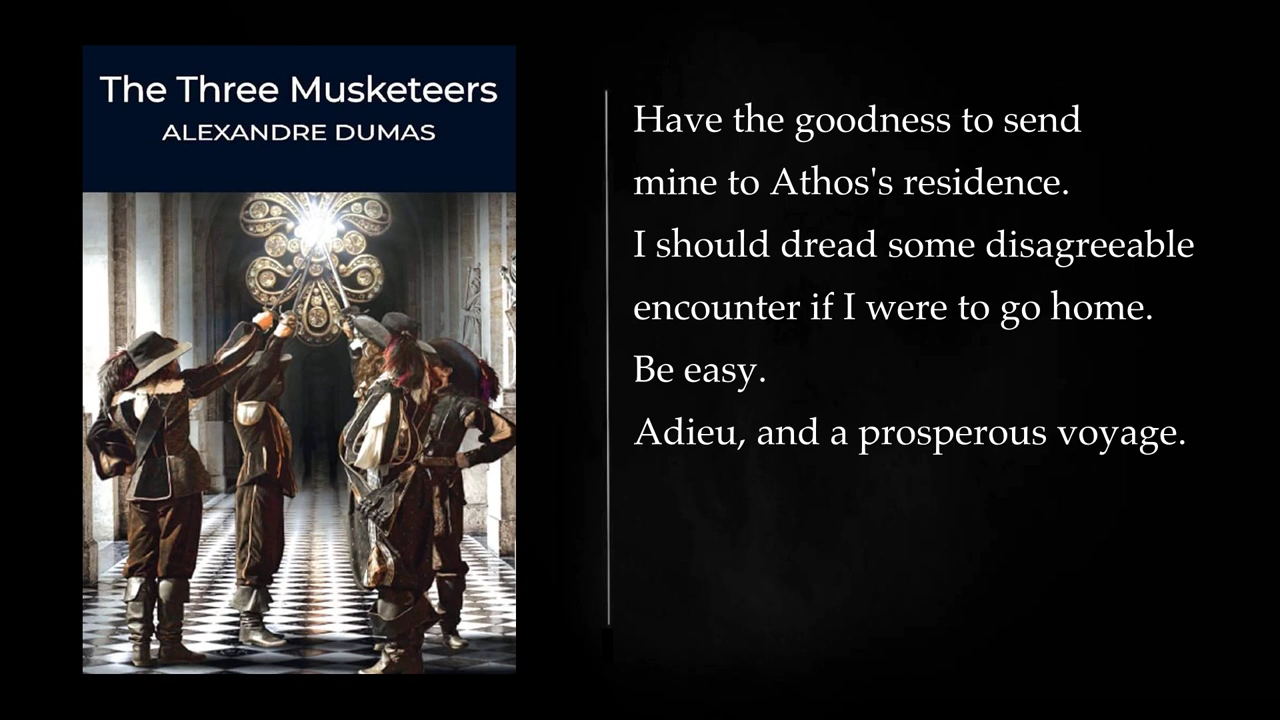 The Three Musketeers
ALEXANDRE DUMAS
Have the goodness to send
mine to Athos's residence.
I should dread some disagreeable
encounter if I were to go home.
Be easy.
Adieu, and a prosperous voyage.